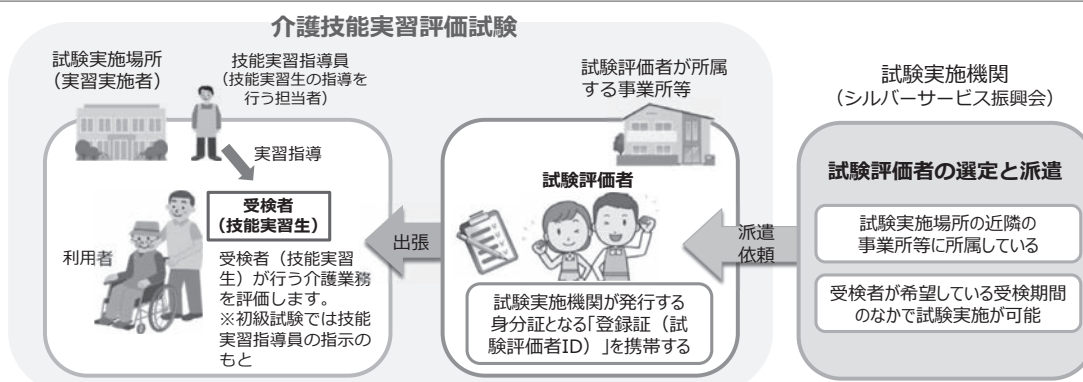 介護技能実習評価試験
試験実施場所
（実習実施者）
技能実習指導員
（技能実習生の指導を
行う担当者）
実習指導
利用者
受検者
（技能実習生）
受検者（技能実習
生）が行う介護業務
を評価します。
※初級試験では技能
実習指導員の指示の
もと
出張
試験評価者が所属
する事業所等
試験評価者
試験実施機関が発行する
身分証となる「登録証（試
験評価者ID）」を携帯する
派遣
依頼
試験実施機関
（シルバーサービス振興会）
試験評価者の選定と派遣
試験実施場所の近隣の
事業所等に所属している
受検者が希望している受検期間
のなかで試験実施が可能